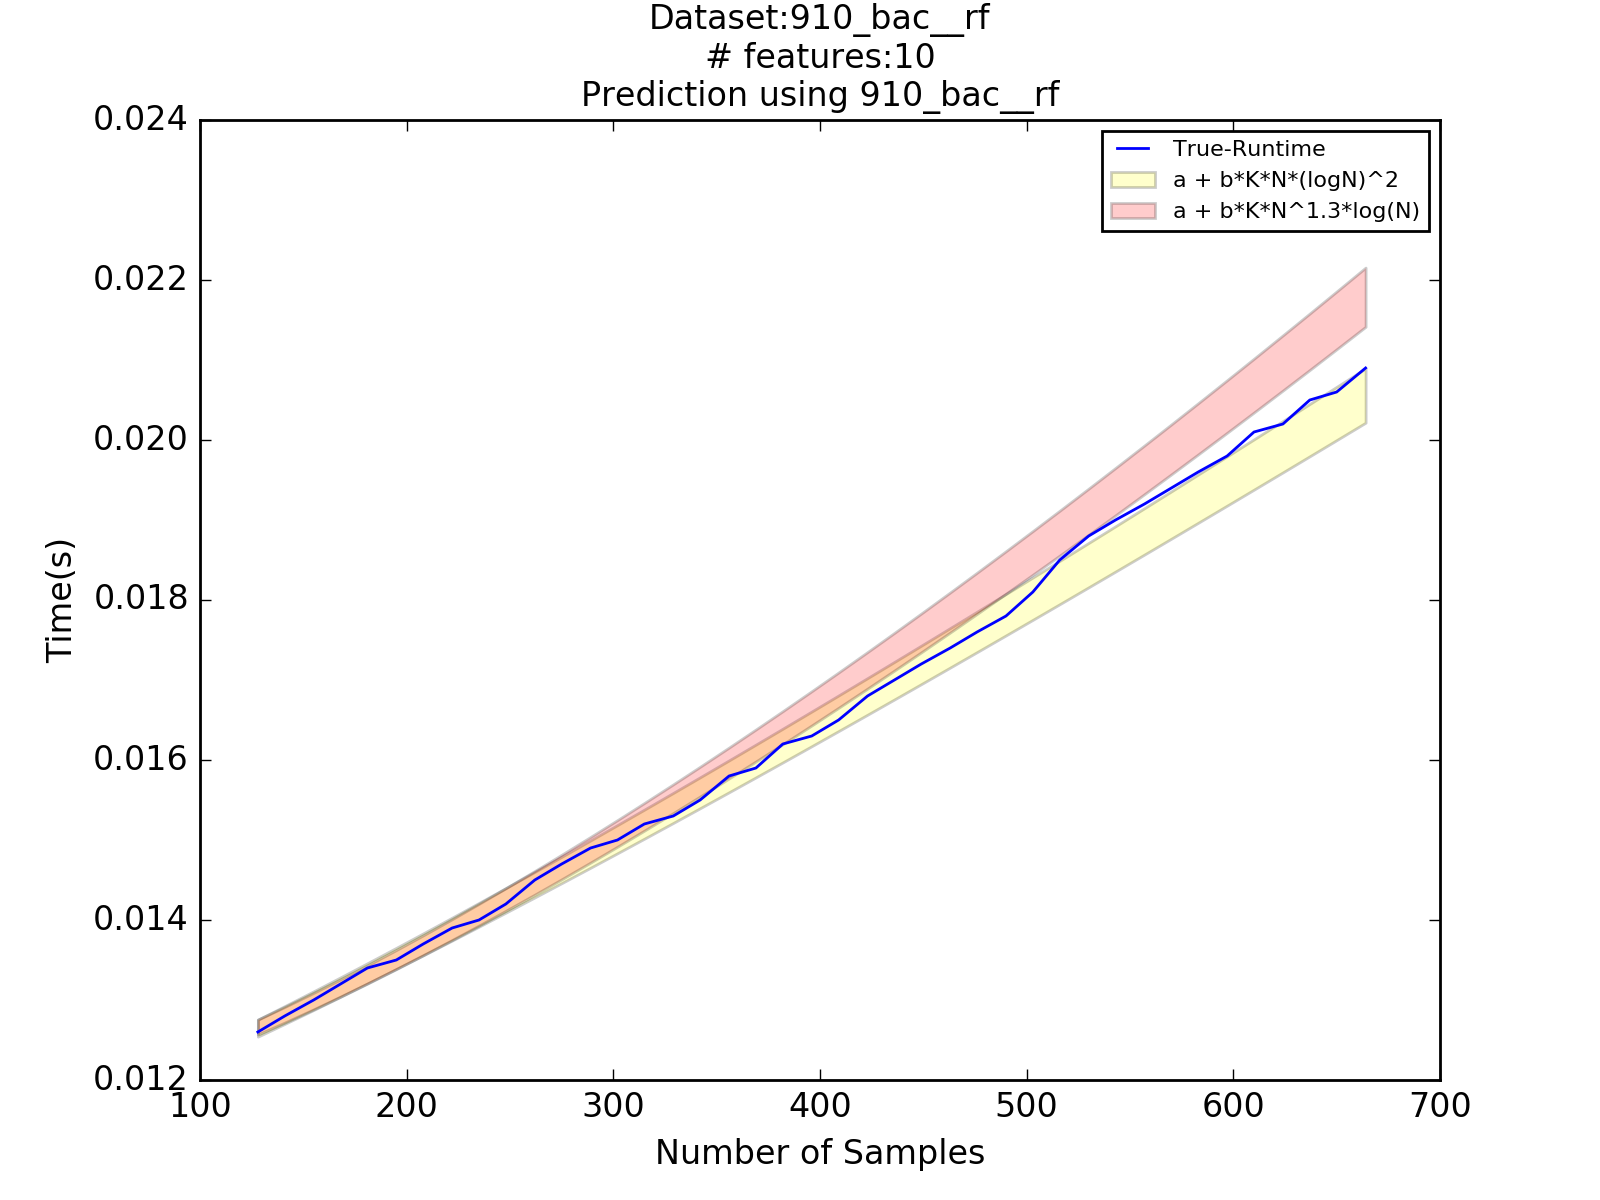 Dataset:910_bac__rf
# features:10
Prediction using 910_bac__rf
0.024
0.022
0.020
0.018
0.016
0.014
0.012
Time(s)
True-Runtime
a + b*K*N*(logN)^2
a + b*K*N^1.3*log(N)
100 200 300 400 500 600 700
Number of Samples